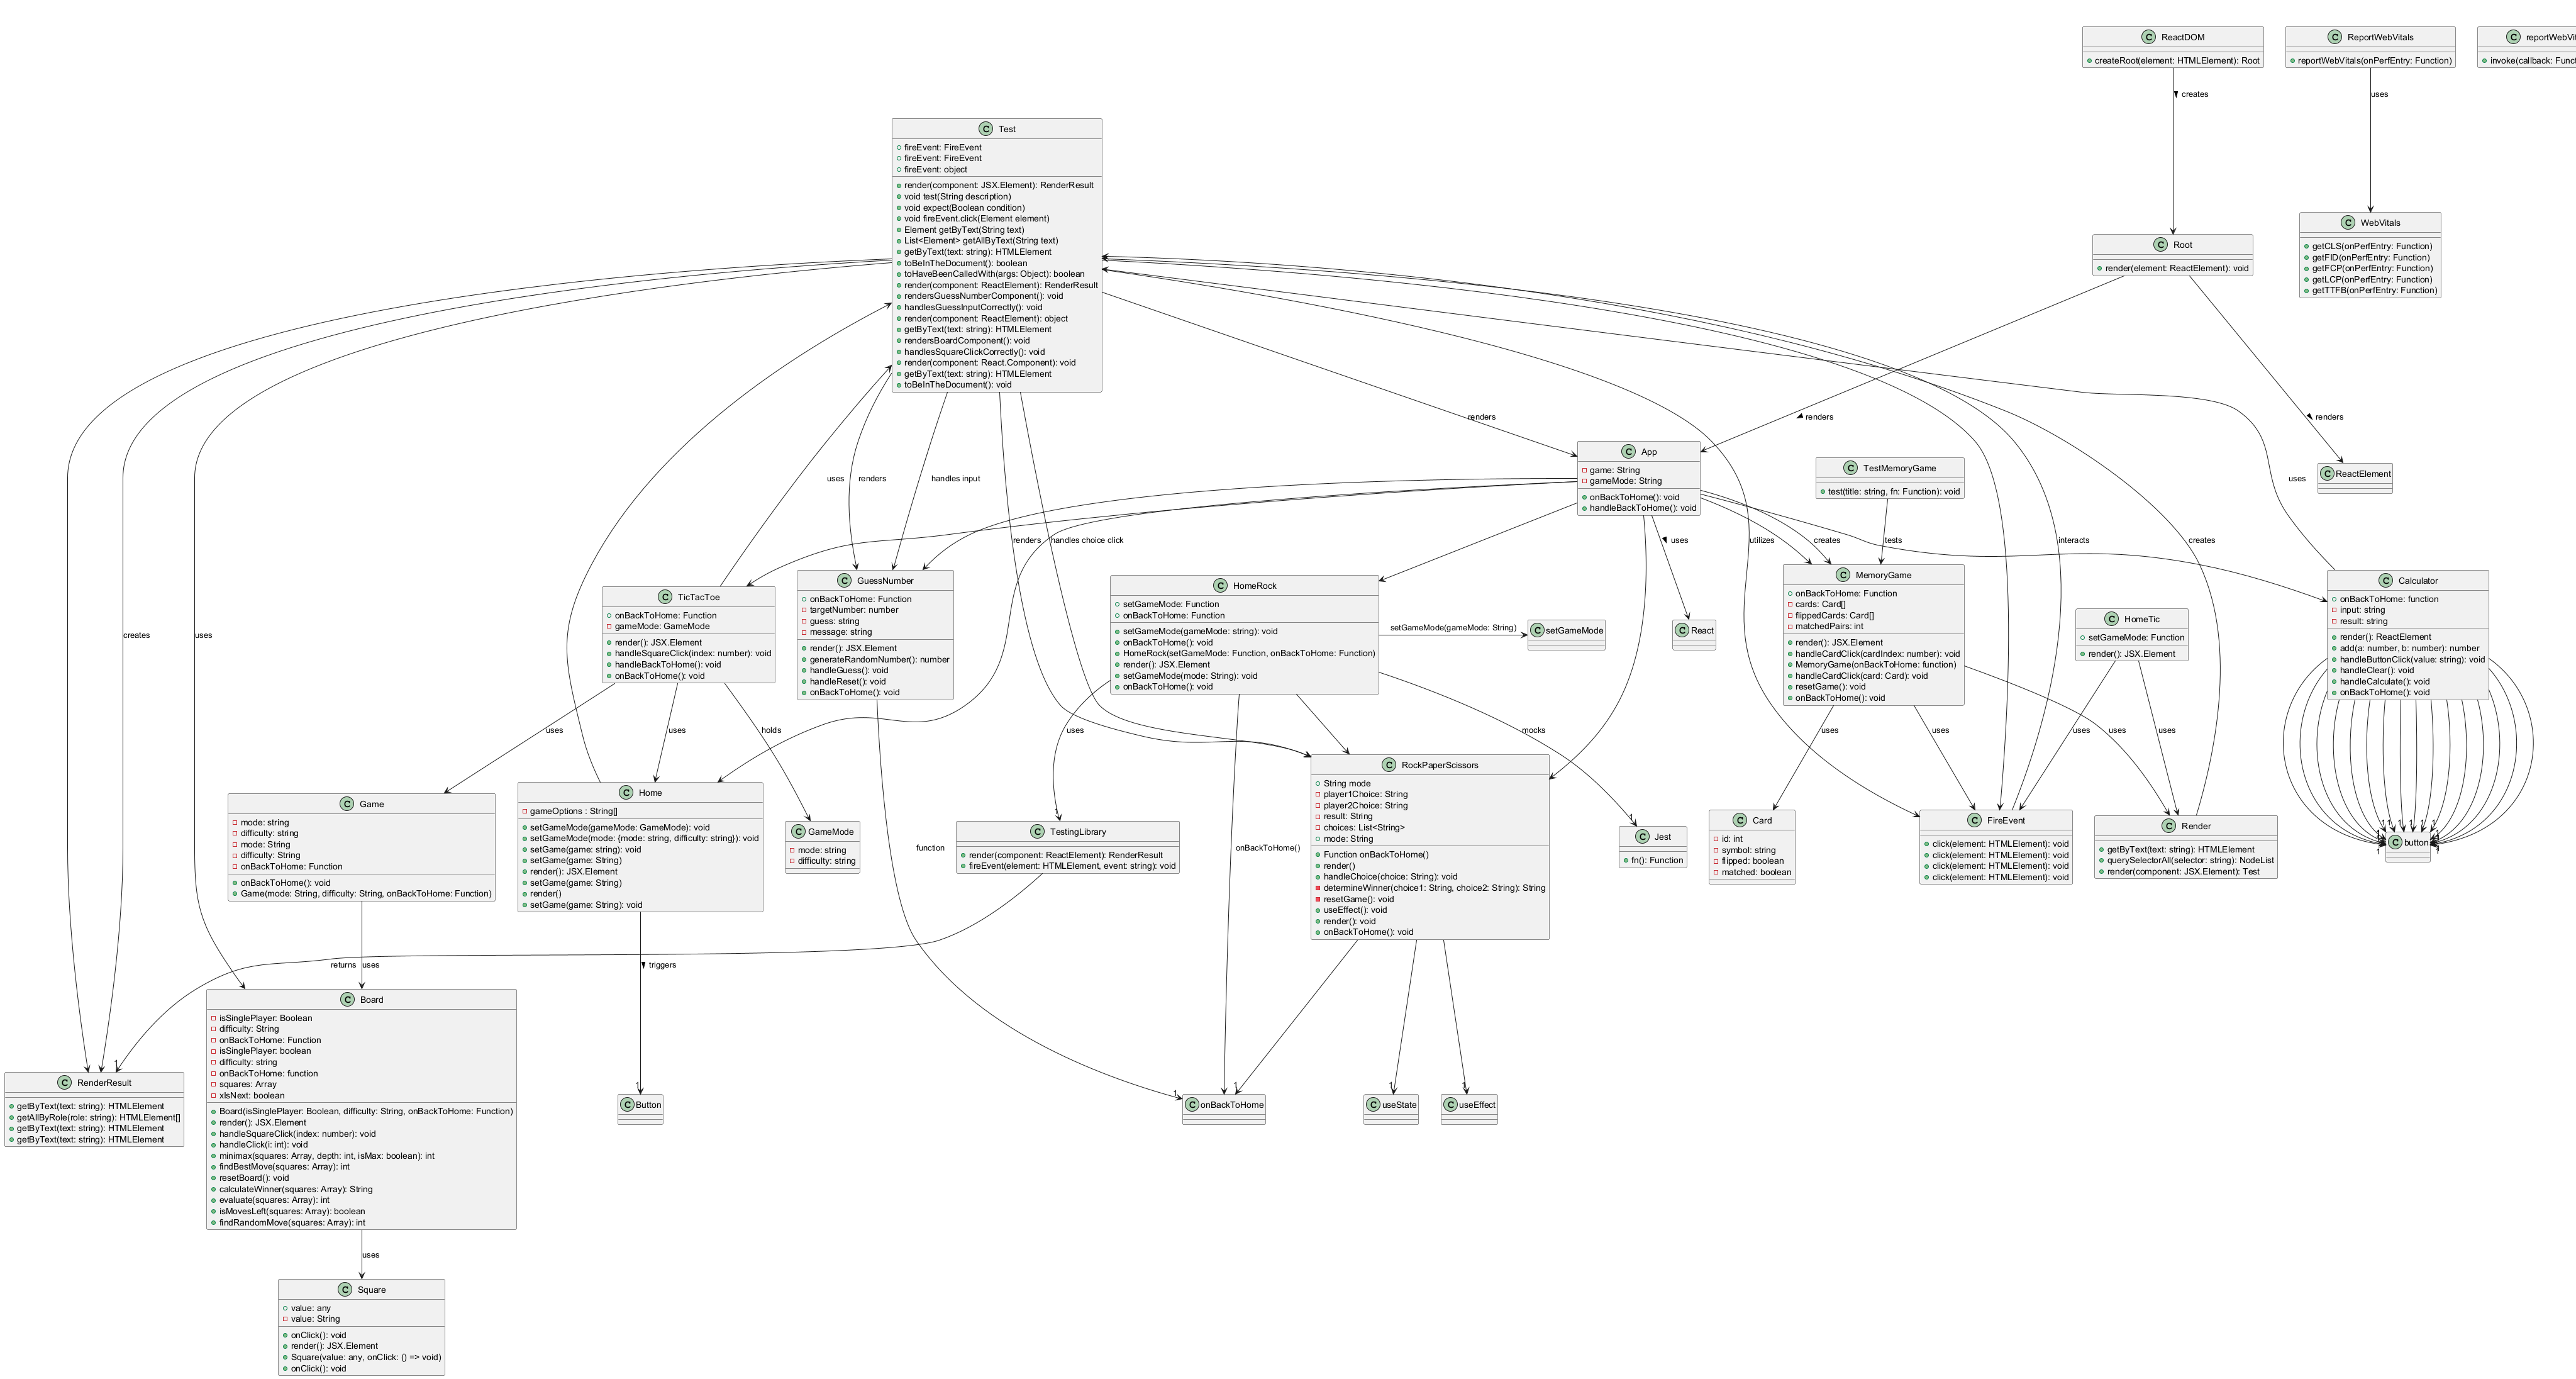 ReactDOM
createRoot(element: HTMLElement): Root
ReportWebVitals
reportWebVitals(onPerfEntry: Function)
creates
uses
Test
fireEvent: FireEvent
fireEvent: FireEvent
fireEvent: object
render(component: JSX.Element): RenderResult
void test(String description)
void expect(Boolean condition)
void fireEvent.click(Element element)
Element getByText(String text)
List<Element> getAllByText(String text)
getByText(text: string): HTMLElement
toBeInTheDocument(): boolean
toHaveBeenCalledWith(args: Object): boolean
render(component: ReactElement): RenderResult
rendersGuessNumberComponent(): void
handlesGuessInputCorrectly(): void
render(component: ReactElement): object
getByText(text: string): HTMLElement
rendersBoardComponent(): void
handlesSquareClickCorrectly(): void
render(component: React.Component): void
getByText(text: string): HTMLElement
toBeInTheDocument(): void
Root
render(element: ReactElement): void
WebVitals
getCLS(onPerfEntry: Function)
getFID(onPerfEntry: Function)
getFCP(onPerfEntry: Function)
getLCP(onPerfEntry: Function)
getTTFB(onPerfEntry: Function)
renders
renders
renders
App
game: String
gameMode: String
onBackToHome(): void
handleBackToHome(): void
TestMemoryGame
test(title: string, fn: Function): void
ReactElement
uses
renders
handles input
uses
creates
uses
renders
handles choice click
uses
creates
tests
utilizes
interacts
creates
TicTacToe
onBackToHome: Function
gameMode: GameMode
render(): JSX.Element
handleSquareClick(index: number): void
handleBackToHome(): void
onBackToHome(): void
GuessNumber
onBackToHome: Function
targetNumber: number
guess: string
message: string
render(): JSX.Element
generateRandomNumber(): number
handleGuess(): void
handleReset(): void
onBackToHome(): void
HomeRock
setGameMode: Function
onBackToHome: Function
setGameMode(gameMode: string): void
onBackToHome(): void
HomeRock(setGameMode: Function, onBackToHome: Function)
render(): JSX.Element
setGameMode(mode: String): void
onBackToHome(): void
setGameMode(gameMode: String)
setGameMode
React
MemoryGame
onBackToHome: Function
cards: Card[]
flippedCards: Card[]
matchedPairs: int
render(): JSX.Element
handleCardClick(cardIndex: number): void
MemoryGame(onBackToHome: function)
handleCardClick(card: Card): void
resetGame(): void
onBackToHome(): void
HomeTic
setGameMode: Function
render(): JSX.Element
Calculator
onBackToHome: function
input: string
result: string
render(): ReactElement
add(a: number, b: number): number
handleButtonClick(value: string): void
handleClear(): void
handleCalculate(): void
onBackToHome(): void
uses
uses
holds
uses
mocks
uses
uses
uses
uses
uses
Game
mode: string
difficulty: string
mode: String
difficulty: String
onBackToHome: Function
onBackToHome(): void
Game(mode: String, difficulty: String, onBackToHome: Function)
Home
gameOptions : String[]
setGameMode(gameMode: GameMode): void
setGameMode(mode: {mode: string, difficulty: string}): void
setGame(game: string): void
setGame(game: String)
render(): JSX.Element
setGame(game: String)
render()
setGame(game: String): void
GameMode
mode: string
difficulty: string
function
1
TestingLibrary
render(component: ReactElement): RenderResult
fireEvent(element: HTMLElement, event: string): void
onBackToHome()
RockPaperScissors
String mode
player1Choice: String
player2Choice: String
result: String
choices: List<String>
mode: String
Function onBackToHome()
render()
handleChoice(choice: String): void
determineWinner(choice1: String, choice2: String): String
resetGame(): void
useEffect(): void
render(): void
onBackToHome(): void
1
Jest
fn(): Function
Card
id: int
symbol: string
flipped: boolean
matched: boolean
FireEvent
click(element: HTMLElement): void
click(element: HTMLElement): void
click(element: HTMLElement): void
click(element: HTMLElement): void
Render
getByText(text: string): HTMLElement
querySelectorAll(selector: string): NodeList
render(component: JSX.Element): Test
button
returns
uses
triggers
1
RenderResult
getByText(text: string): HTMLElement
getAllByRole(role: string): HTMLElement[]
getByText(text: string): HTMLElement
getByText(text: string): HTMLElement
Board
isSinglePlayer: Boolean
difficulty: String
onBackToHome: Function
isSinglePlayer: boolean
difficulty: string
onBackToHome: function
squares: Array
xIsNext: boolean
Board(isSinglePlayer: Boolean, difficulty: String, onBackToHome: Function)
render(): JSX.Element
handleSquareClick(index: number): void
handleClick(i: int): void
minimax(squares: Array, depth: int, isMax: boolean): int
findBestMove(squares: Array): int
resetBoard(): void
calculateWinner(squares: Array): String
evaluate(squares: Array): int
isMovesLeft(squares: Array): boolean
findRandomMove(squares: Array): int
1
Button
1
1
onBackToHome
1
useState
1
useEffect
uses
Square
value: any
value: String
onClick(): void
render(): JSX.Element
Square(value: any, onClick: () => void)
onClick(): void